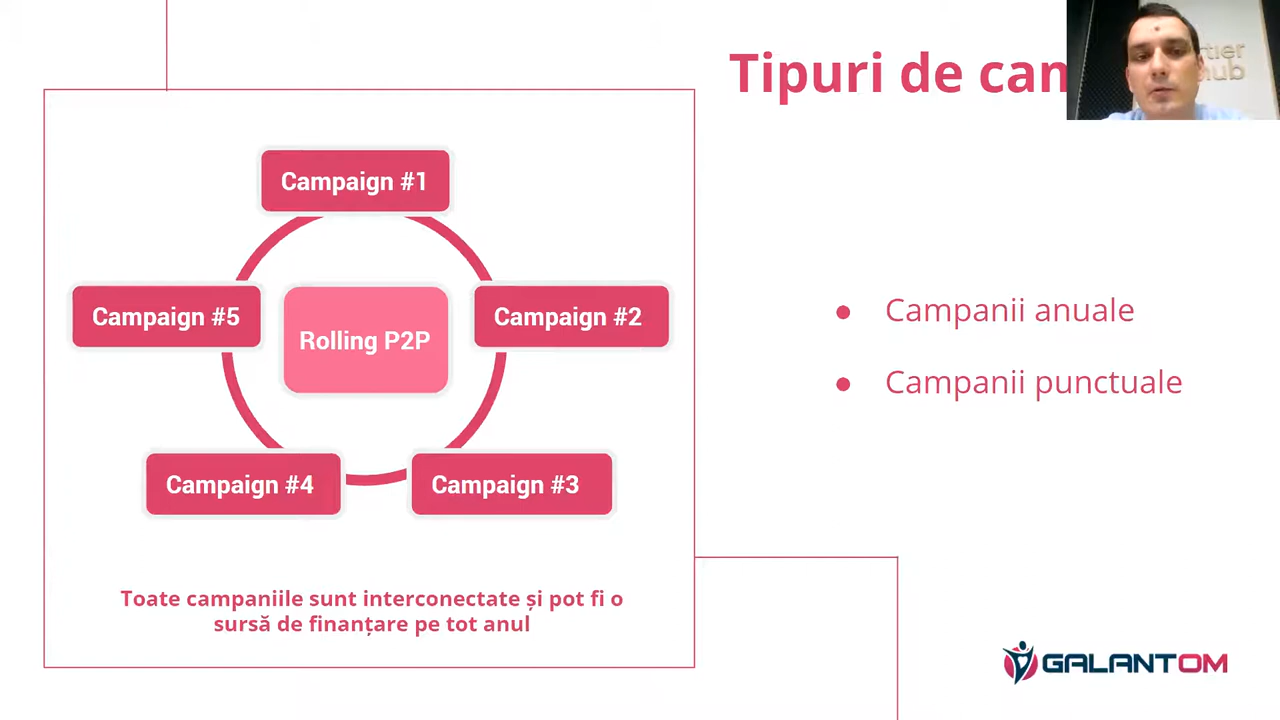 Tipuri de
Campaign #1
Campaign #5
Rolling P2P
Campaign #2
Campaign #4
Campaign #3
Toate campaniile sunt interconectate și pot fi o
sursă de finanțare pe tot anul
● Campanii anuale
● Campanii punctuale
hub
GALANTOM